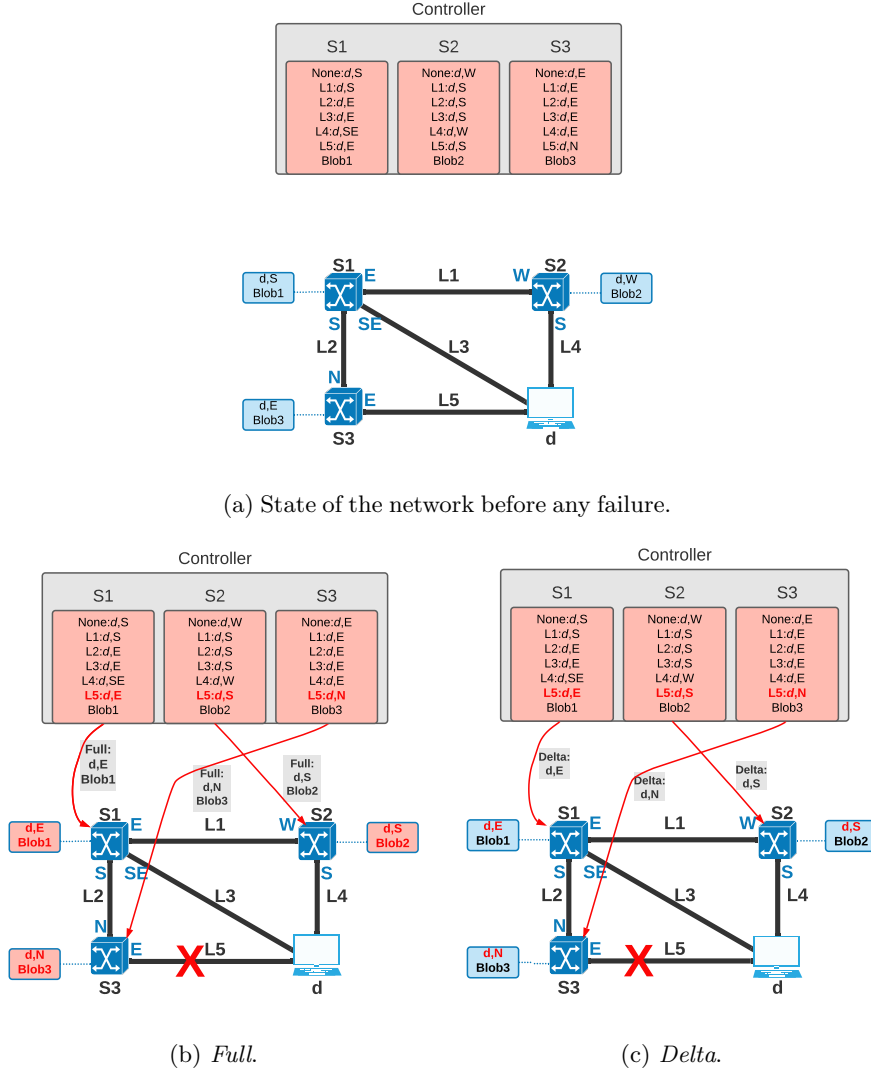 Controller
S1 S2 S3
None:d,S None:d,W None:d,E
L1:d,S L1:d,S L1:d,E
L2:d,E L2:d,S L2:d,E
L3:d,E L3:d,S L3:d,E
L4:d,SE L4:d,W L4:d,E
L5:d,E L5:d,S L5:d,N
Blob1 Blob2 Blob3
S1 S2
E L1 W
d,S d,W
Blob1 Blob2
S SE S
L2 L3 L4
N
d,E E L5
Blob3
S3 d
(a) State of the network before any failure.
Controller
S1 S2 S3
None:d,S None:d,W None:d,E
L1:d,S L1:d,S L1:d,E
L2:d,E L2:d,S L2:d,E
L3:d,E L3:d,S L3:d,E
L4:d,SE L4:d,W L4:d,E
L5:d,E L5:d,S L5:d,N
Blob1 Blob2 Blob3
Full:
d,E
Blob1
Full:
d,N
Blob3
Full:
d,S
Blob2
S1 S2
E L1 W
d,E d,S
Blob1 Blob2
S SE S
L2 L3 L4
N
d,N E X L5
Blob3
S3 d
(b) Full.
Controller
S1 S2 S3
None:d,S None:d,W None:d,E
L1:d,S L1:d,S L1:d,E
L2:d,E L2:d,S L2:d,E
L3:d,E L3:d,S L3:d,E
L4:d,SE L4:d,W L4:d,E
L5:d,E L5:d,S L5:d,N
Blob1 Blob2 Blob3
Delta:
d,E
Delta:
d,N
Delta:
d,S
S1 S2
E L1 W
d,E d,S
Blob1 Blob2
S SE S
L2 L3 L4
N
d,N E X L5
Blob3
S3 d
(c) Delta.